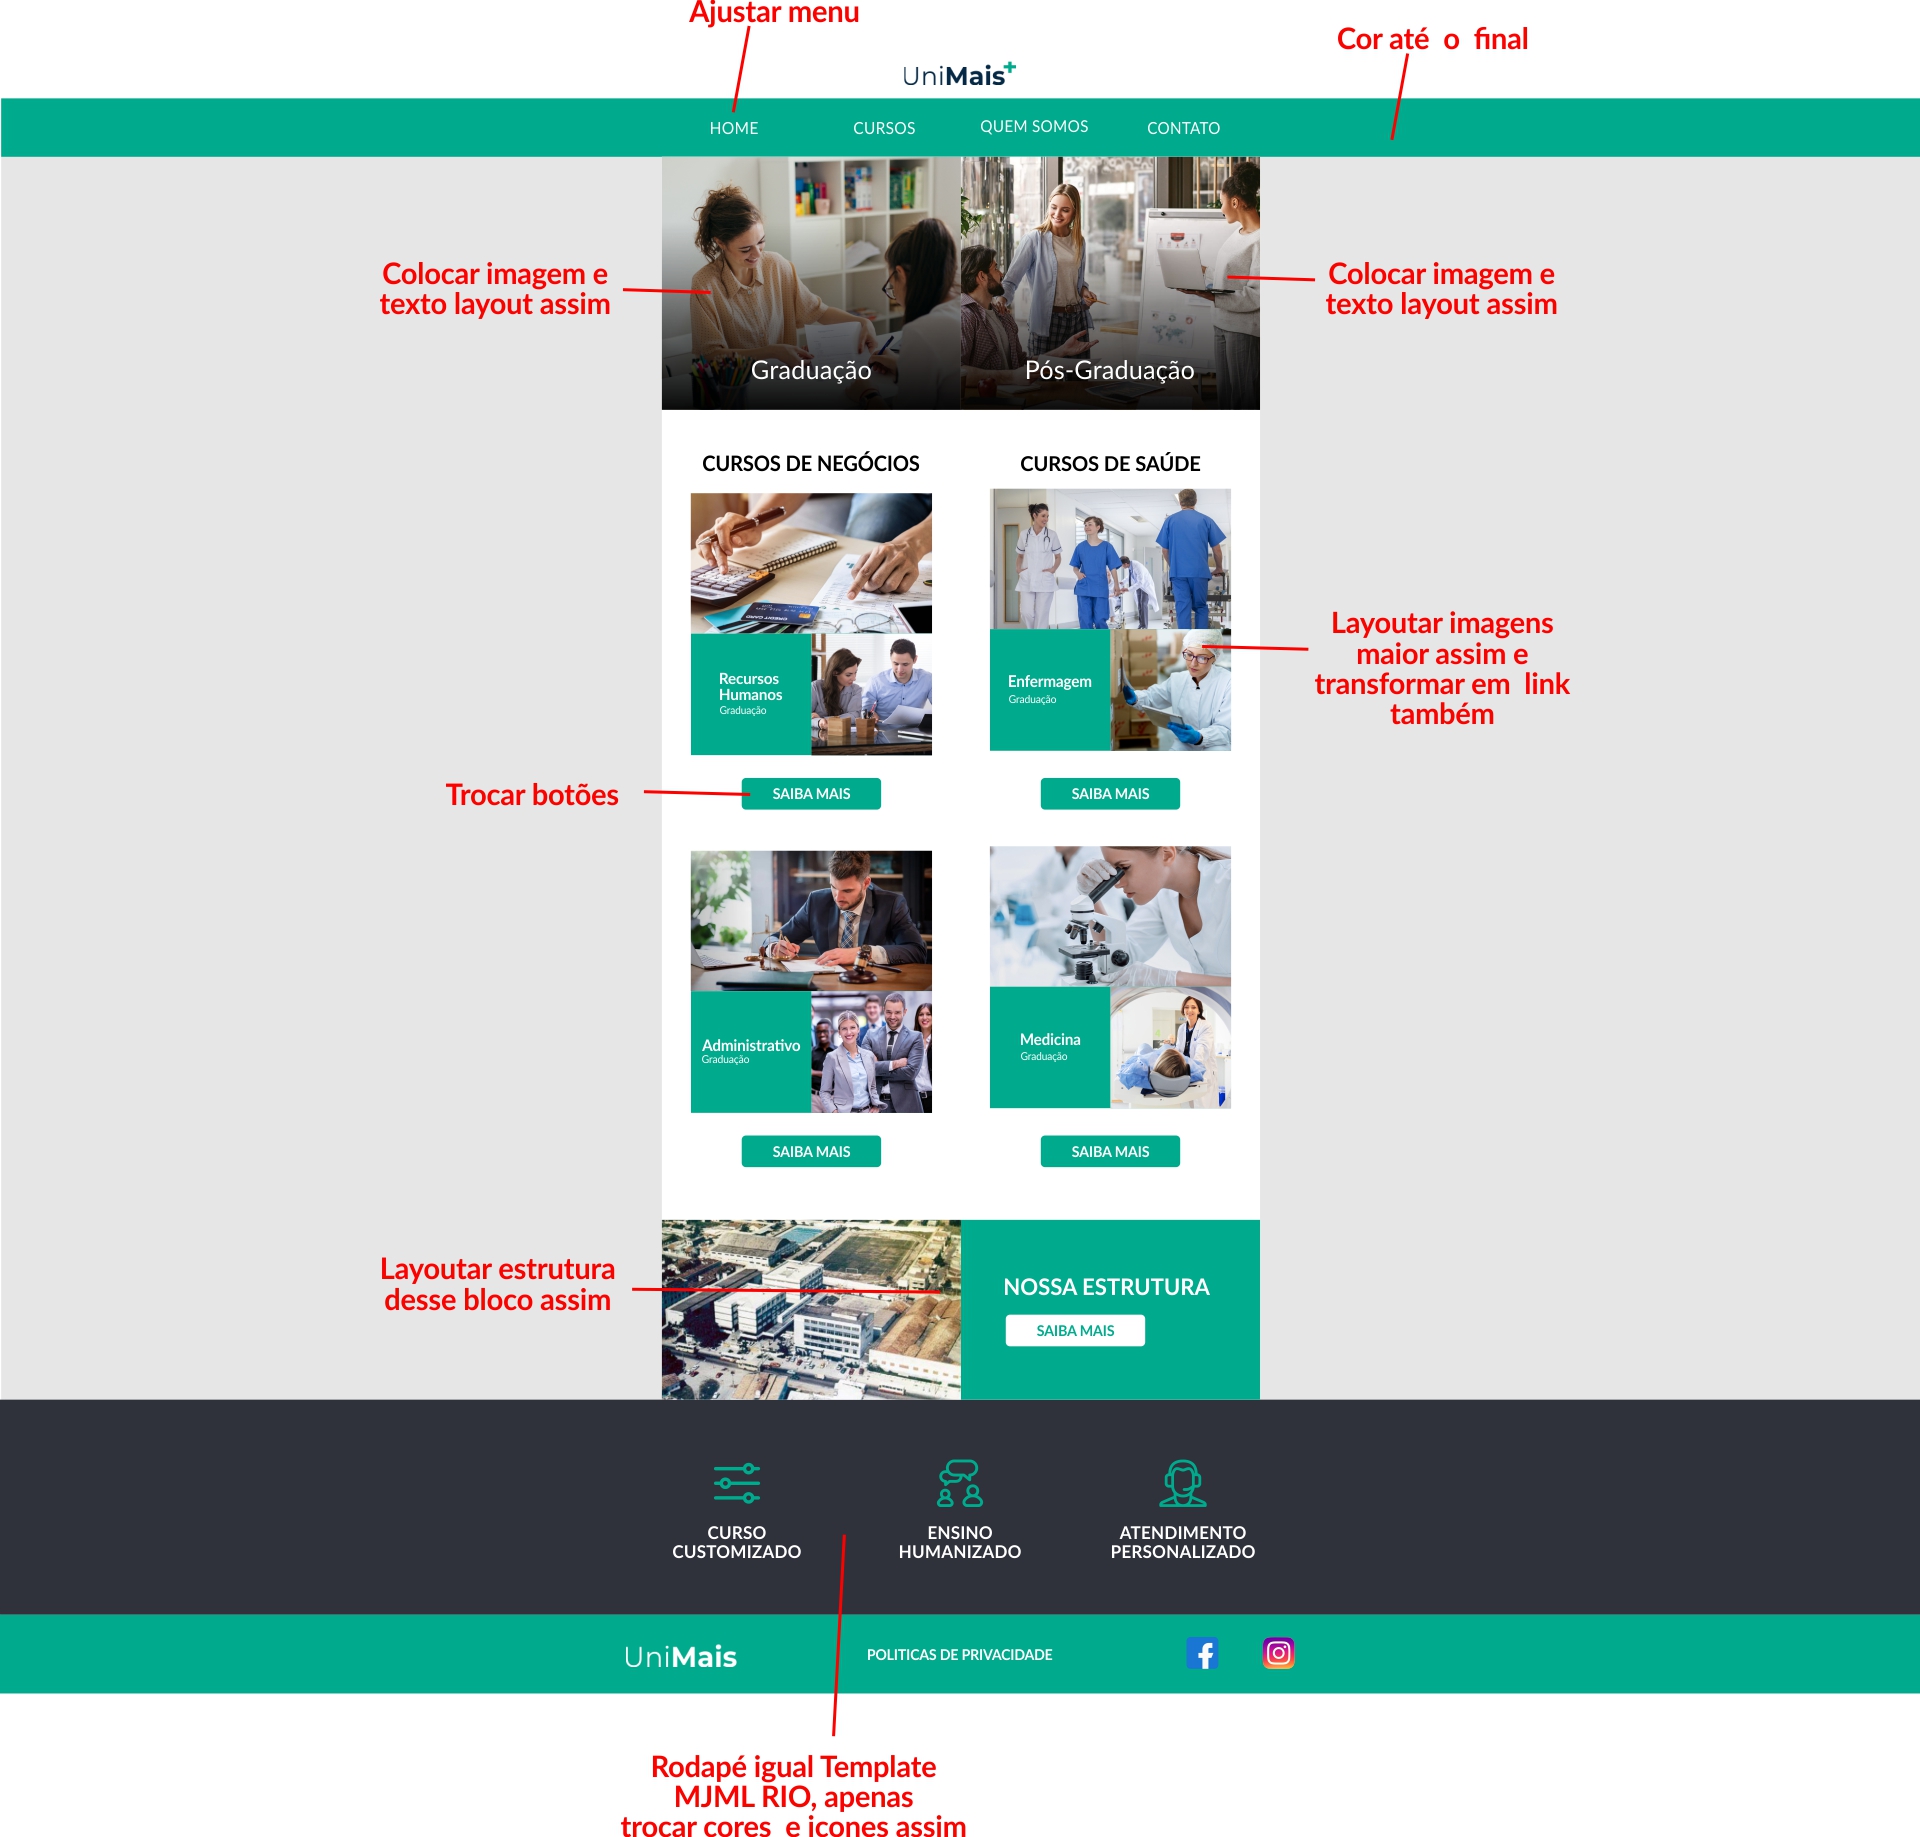 Ajustar menu
Cor até o final
UniMais+
HOME CURSOS QUEM SOMOS CONTATO
Colocar imagem e
texto layout assim
Colocar imagem e
texto layout assim
Graduação
Pós-Graduação
CURSOS DE NEGÓCIOS
CURSOS DE SAÚDE
CREDIT CARD
Recursos
Humanos
Graduação
Enfermagem
Graduação
Layoutar imagens
maior assim e
transformar em link
também
Trocar botões
SAIBA MAIS
SAIBA MAIS
Administrativo
Graduação
Medicina
Graduação
SAIBA MAIS
SAIBA MAIS
Layoutar estrutura
desse bloco assim
NOSSA ESTRUTURA
SAIBA MAIS
CURSO
CUSTOMIZADO
ENSINO
HUMANIZADO
ATENDIMENTO
PERSONALIZADO
UniMais
POLITICAS DE PRIVACIDADE
Rodapé igual Template
MJML RIO, apenas
trocar cores e icones assim